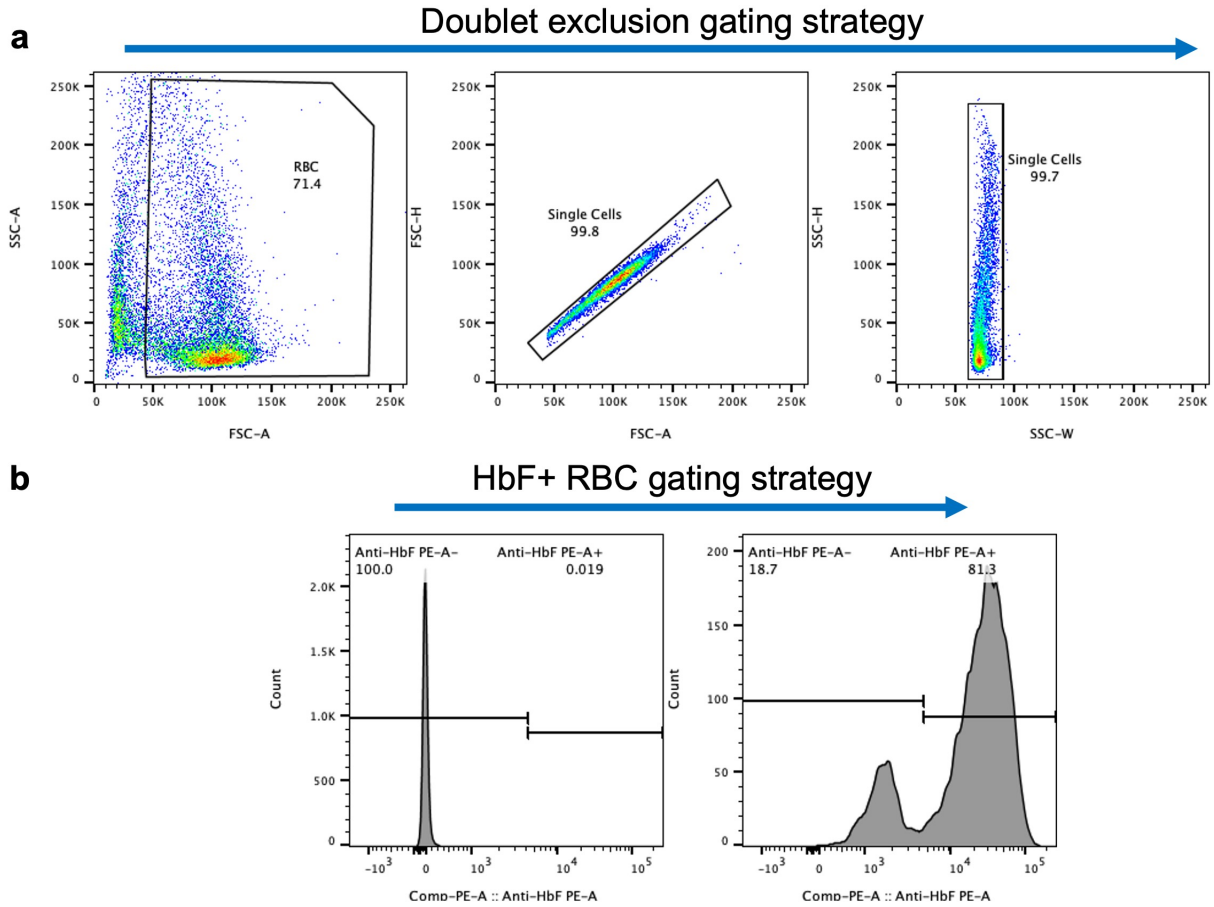 a
Doublet exclusion gating strategy
250K
200K
150K
100K
50K
0
SSC-A
RBC
71.4
0 50K 100K 150K 200K 250K
FSC-A
250K
200K
150K
100K
50K
0
FSC-H
Single Cells
99.8
0 50K 100K 150K 200K 250K
FSC-A
250K
200K
150K
100K
50K
0
SSC-H
Single Cells
99.7
0 50K 100K 150K 200K 250K
SSC-W
b
HbF+ RBC gating strategy
Anti-HbF PE-A- Anti-HbF PE-A+
100.0 0.019
2.0K
1.5K
1.0K
500
0
Count
-10³ 0 10³ 10⁴ 10⁵
Comp-PE-A :: Anti-HbF PE-A
Anti-HbF PE-A- Anti-HbF PE-A+
18.7 81.3
200
150
100
50
0
Count
-10³ 0 10³ 10⁴ 10⁵
Comp-PE-A :: Anti-HbF PE-A